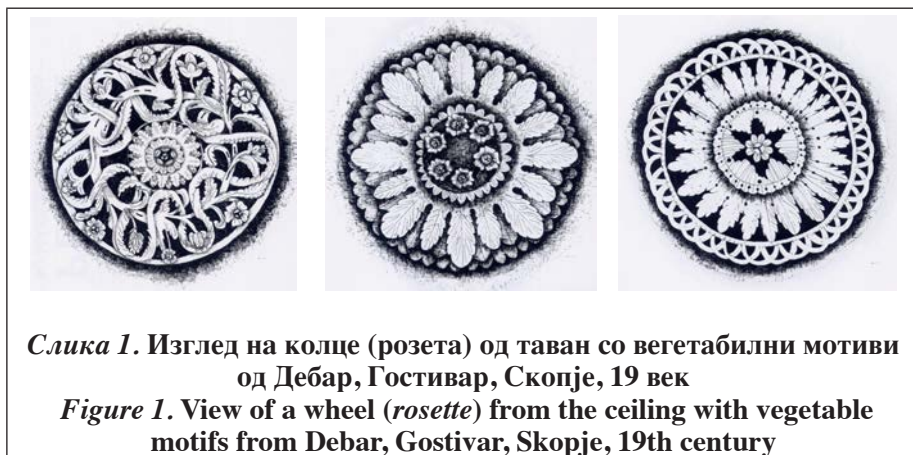 Слика 1. Изглед на колце (розета) од таван со вегетабилни мотиви
од Дебар, Гостивар, Скопје, 19 век
Figure 1. View of a wheel (rosette) from the ceiling with vegetable
motifs from Debar, Gostivar, Skopje, 19th century